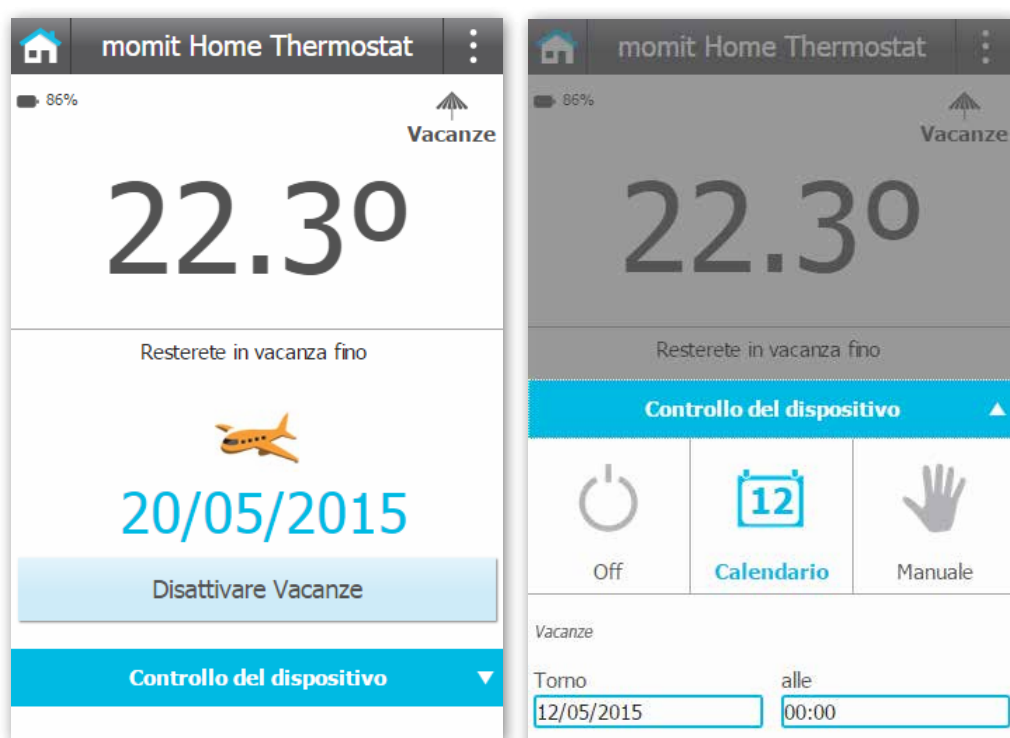 momit Home Thermostat
86%
Vacanze
22.3º
Resterete in vacanza fino
20/05/2015
Disattivare Vacanze
Controllo del dispositivo
momit Home Thermostat
86%
Vacanze
22.3º
Resterete in vacanza fino
Controllo del dispositivo
12
Off
Calendario
Manuale
Vacanze
Torno
alle
12/05/2015
00:00